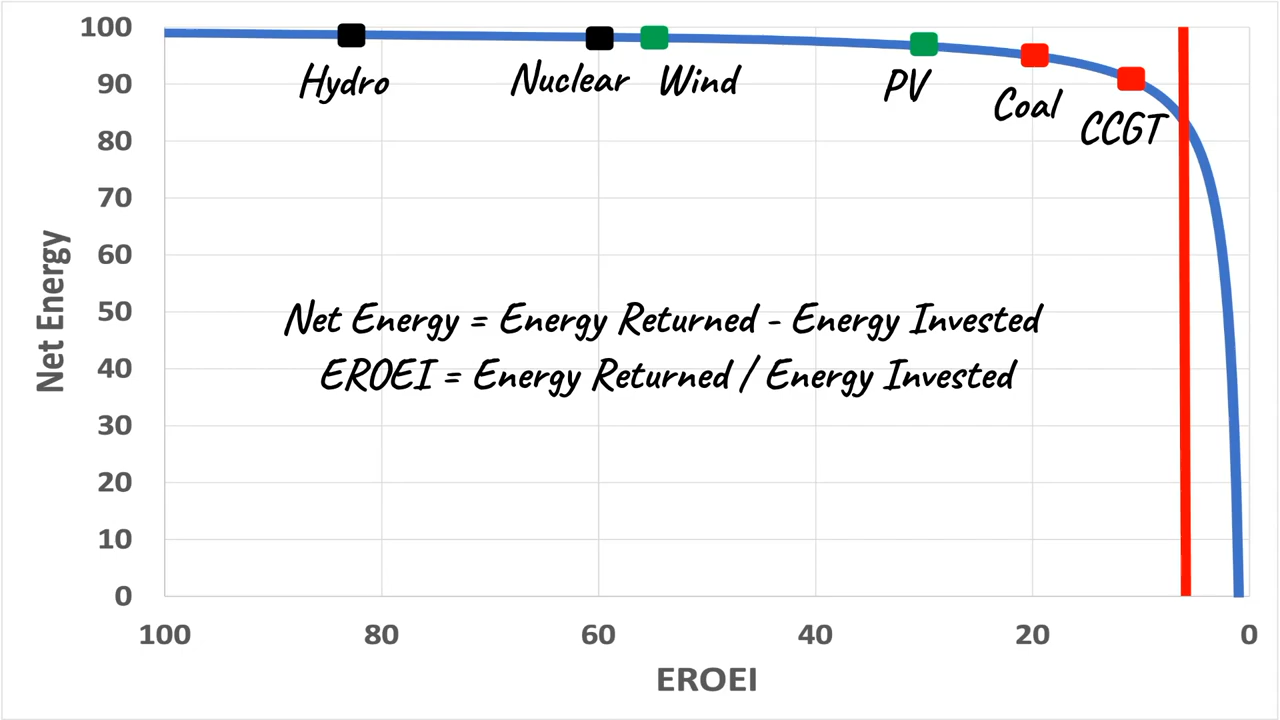 100
90
80
70
60
50
40
30
20
10
0
Net Energy
Hydro
Nuclear
Wind
PV
Coal
CCGT
Net Energy = Energy Returned - Energy Invested
EROEI = Energy Returned / Energy Invested
100 80 60 40 20 0
EROEI